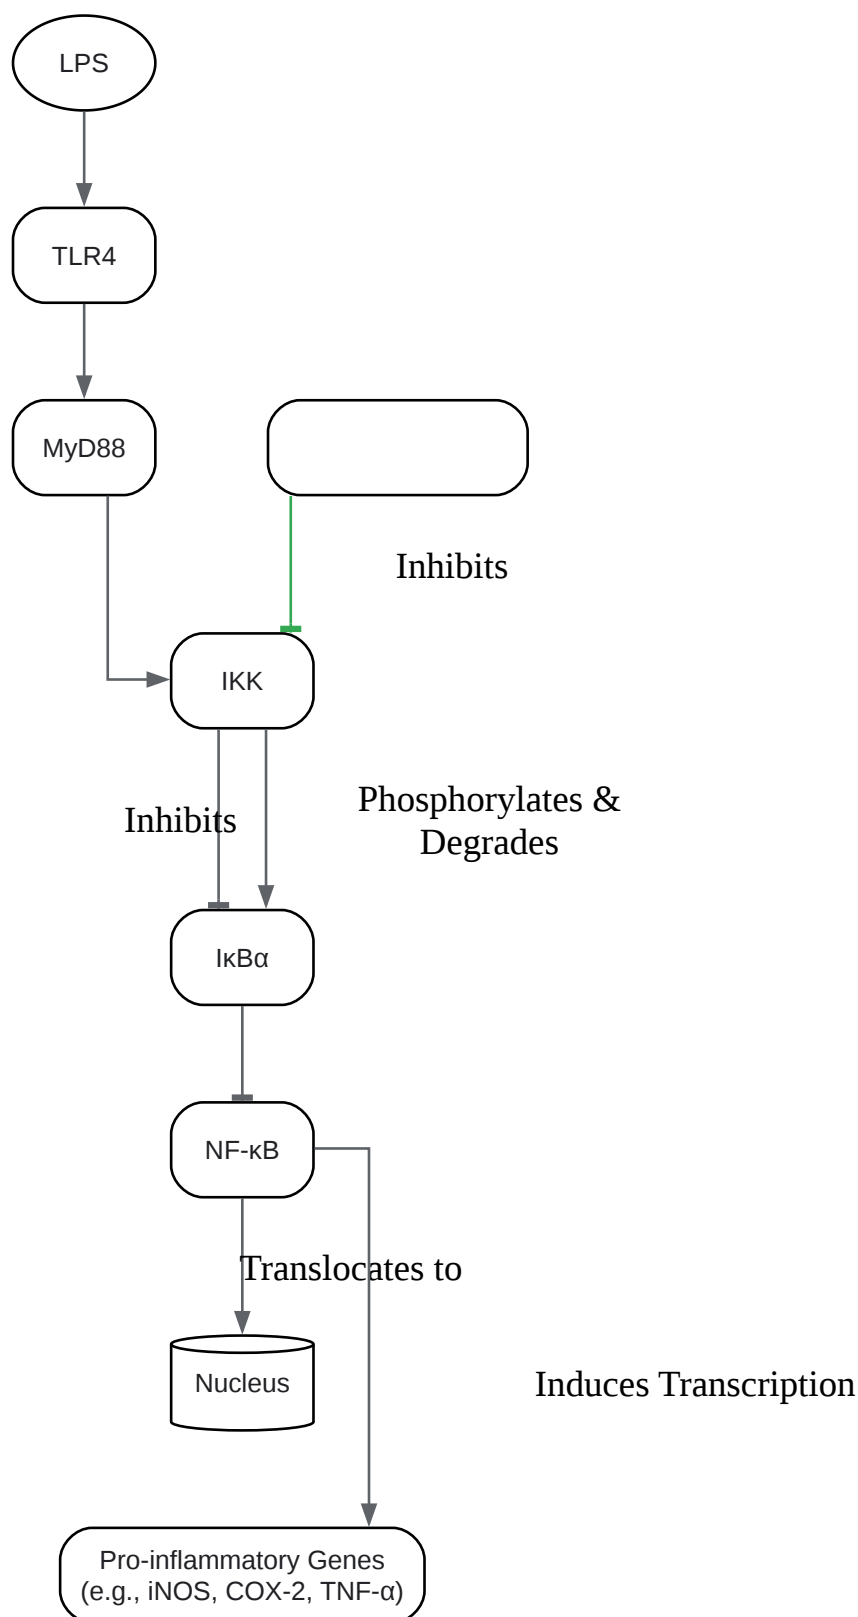 LPS
TLR4
MyD88
Inhibits
IKK
Phosphorylates &
Degrades
Inhibits
IκBα
NF-κB
Translocates to
Nucleus
Induces Transcription
Pro-inflammatory Genes
(e.g., iNOS, COX-2, TNF-α)